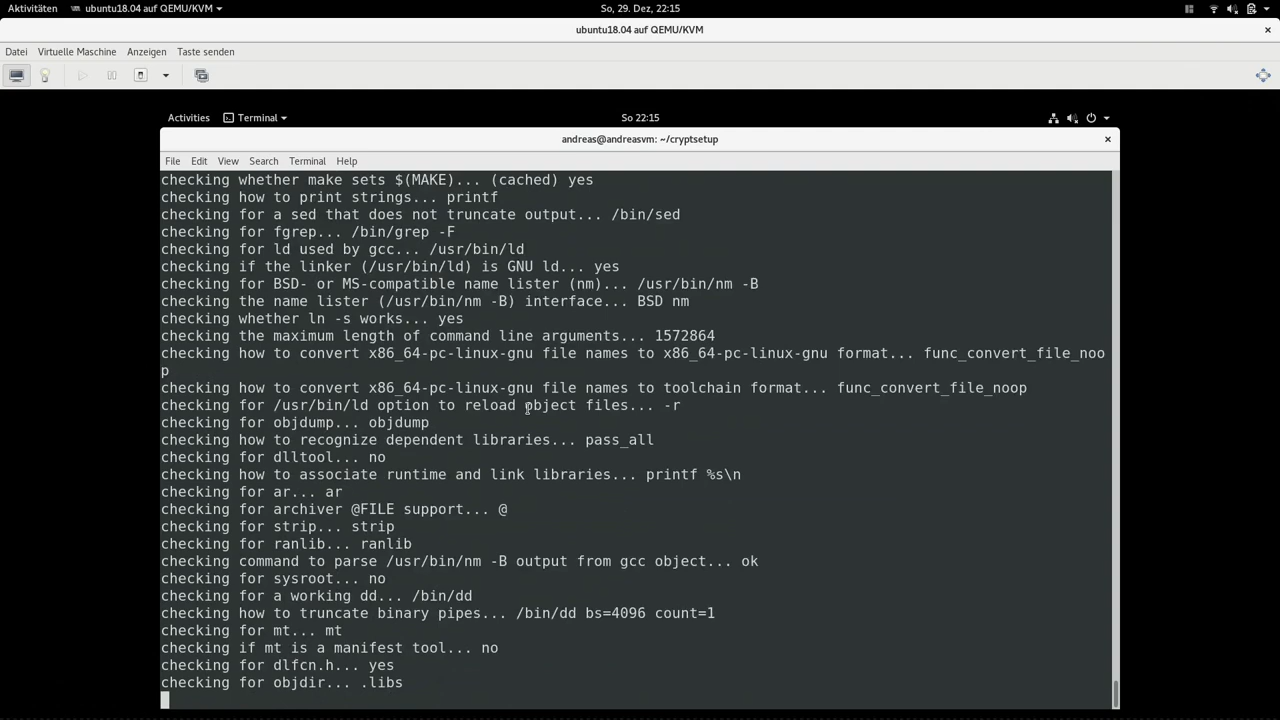 Aktivitäten ubuntu18.04 auf QEMU/KVM So, 29. Dez, 22:15
ubuntu18.04 auf QEMU/KVM
Datei Virtuelle Maschine Anzeigen Taste senden
Activities Terminal So 22:15
andreas@andreasvm: ~/cryptsetup
File Edit View Search Terminal Help
checking whether make sets $(MAKE)... (cached) yes
checking how to print strings... printf
checking for a sed that does not truncate output... /bin/sed
checking for fgrep... /bin/grep -F
checking for ld used by gcc... /usr/bin/ld
checking if the linker (/usr/bin/ld) is GNU ld... yes
checking for BSD- or MS-compatible name lister (nm)... /usr/bin/nm -B
checking the name lister (/usr/bin/nm -B) interface... BSD nm
checking whether ln -s works... yes
checking the maximum length of command line arguments... 1572864
checking how to convert x86_64-pc-linux-gnu file names to x86_64-pc-linux-gnu format... func_convert_file_noo
p
checking how to convert x86_64-pc-linux-gnu file names to toolchain format... func_convert_file_noop
checking for /usr/bin/ld option to reload object files... -r
checking for objdump... objdump
checking how to recognize dependent libraries... pass_all
checking for dlltool... no
checking how to associate runtime and link libraries... printf %s\n
checking for ar... ar
checking for archiver @FILE support... @
checking for strip... strip
checking for ranlib... ranlib
checking command to parse /usr/bin/nm -B output from gcc object... ok
checking for sysroot... no
checking for a working dd... /bin/dd
checking how to truncate binary pipes... /bin/dd bs=4096 count=1
checking for mt... mt
checking if mt is a manifest tool... no
checking for dlfcn.h... yes
checking for objdir... .libs